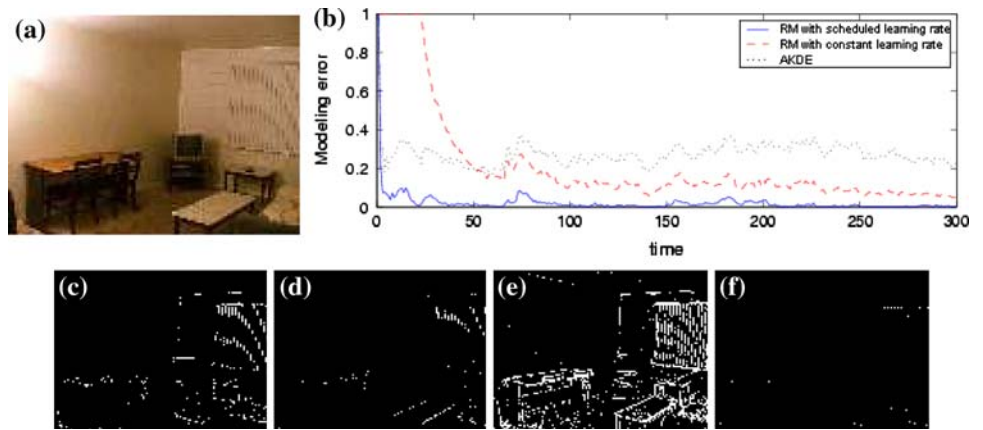 (a)
(b)
RM with scheduled learning rate
RM with constant learning rate
AKDE
Modeling error
1
0.8
0.6
0.4
0.2
0
0 50 100 150 200 250 300
time
(c) (d) (e) (f)